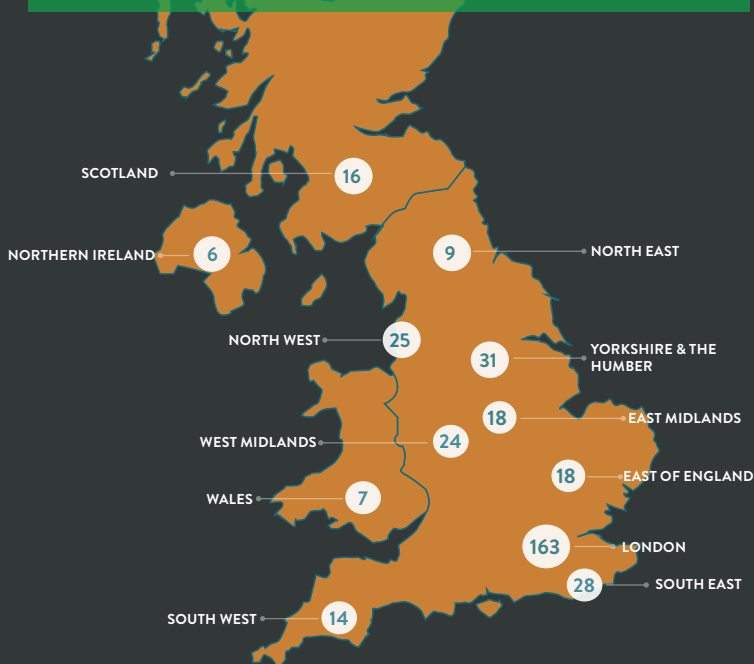 SCOTLAND
16
NORTHERN IRELAND
6
9
NORTH EAST
NORTH WEST
25
31
YORKSHIRE & THE
HUMBER
18
EAST MIDLANDS
WEST MIDLANDS
24
18
EAST OF ENGLAND
WALES
7
163
LONDON
28
SOUTH EAST
SOUTH WEST
14